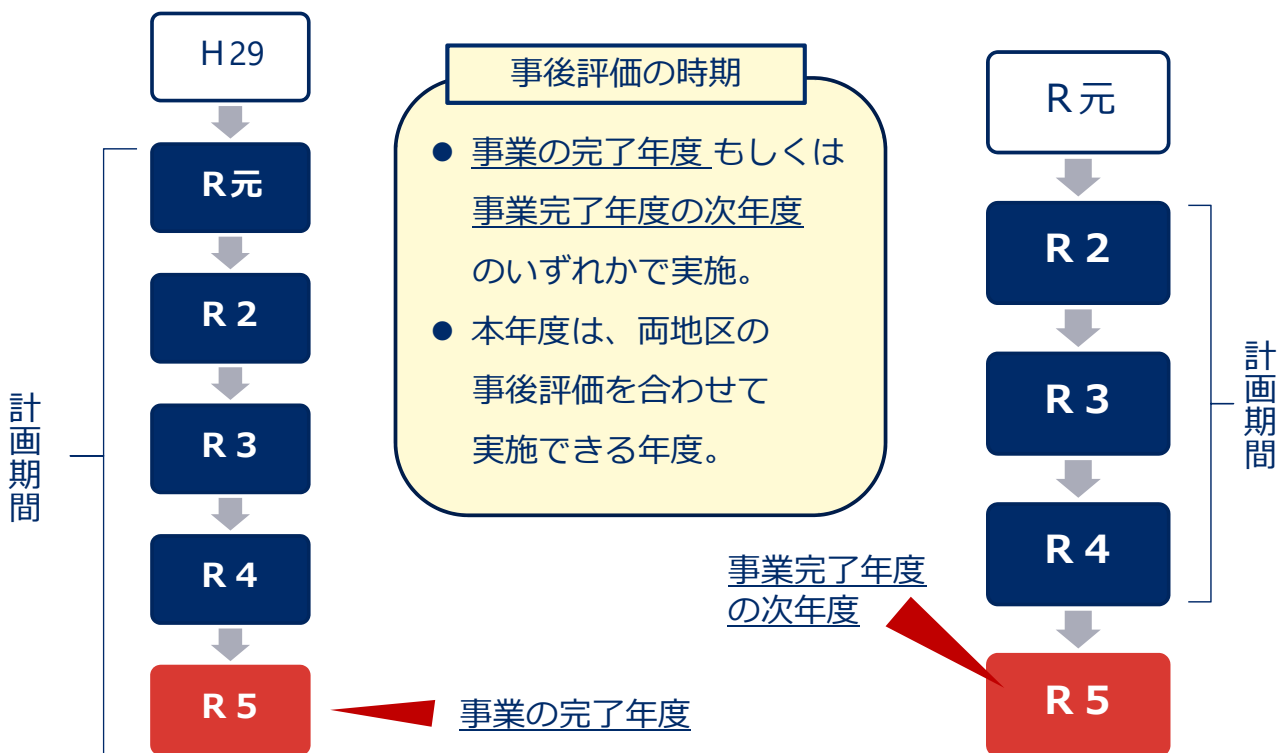 H29
R元
R2
R3
R4
R5
計画期間
事業の完了年度
事後評価の時期
● 事業の完了年度 もしくは
事業完了年度の次年度
のいずれかで実施。
● 本年度は、両地区の
事後評価を合わせて
実施できる年度。
R元
R2
R3
R4
R5
計画期間
事業完了年度
の次年度